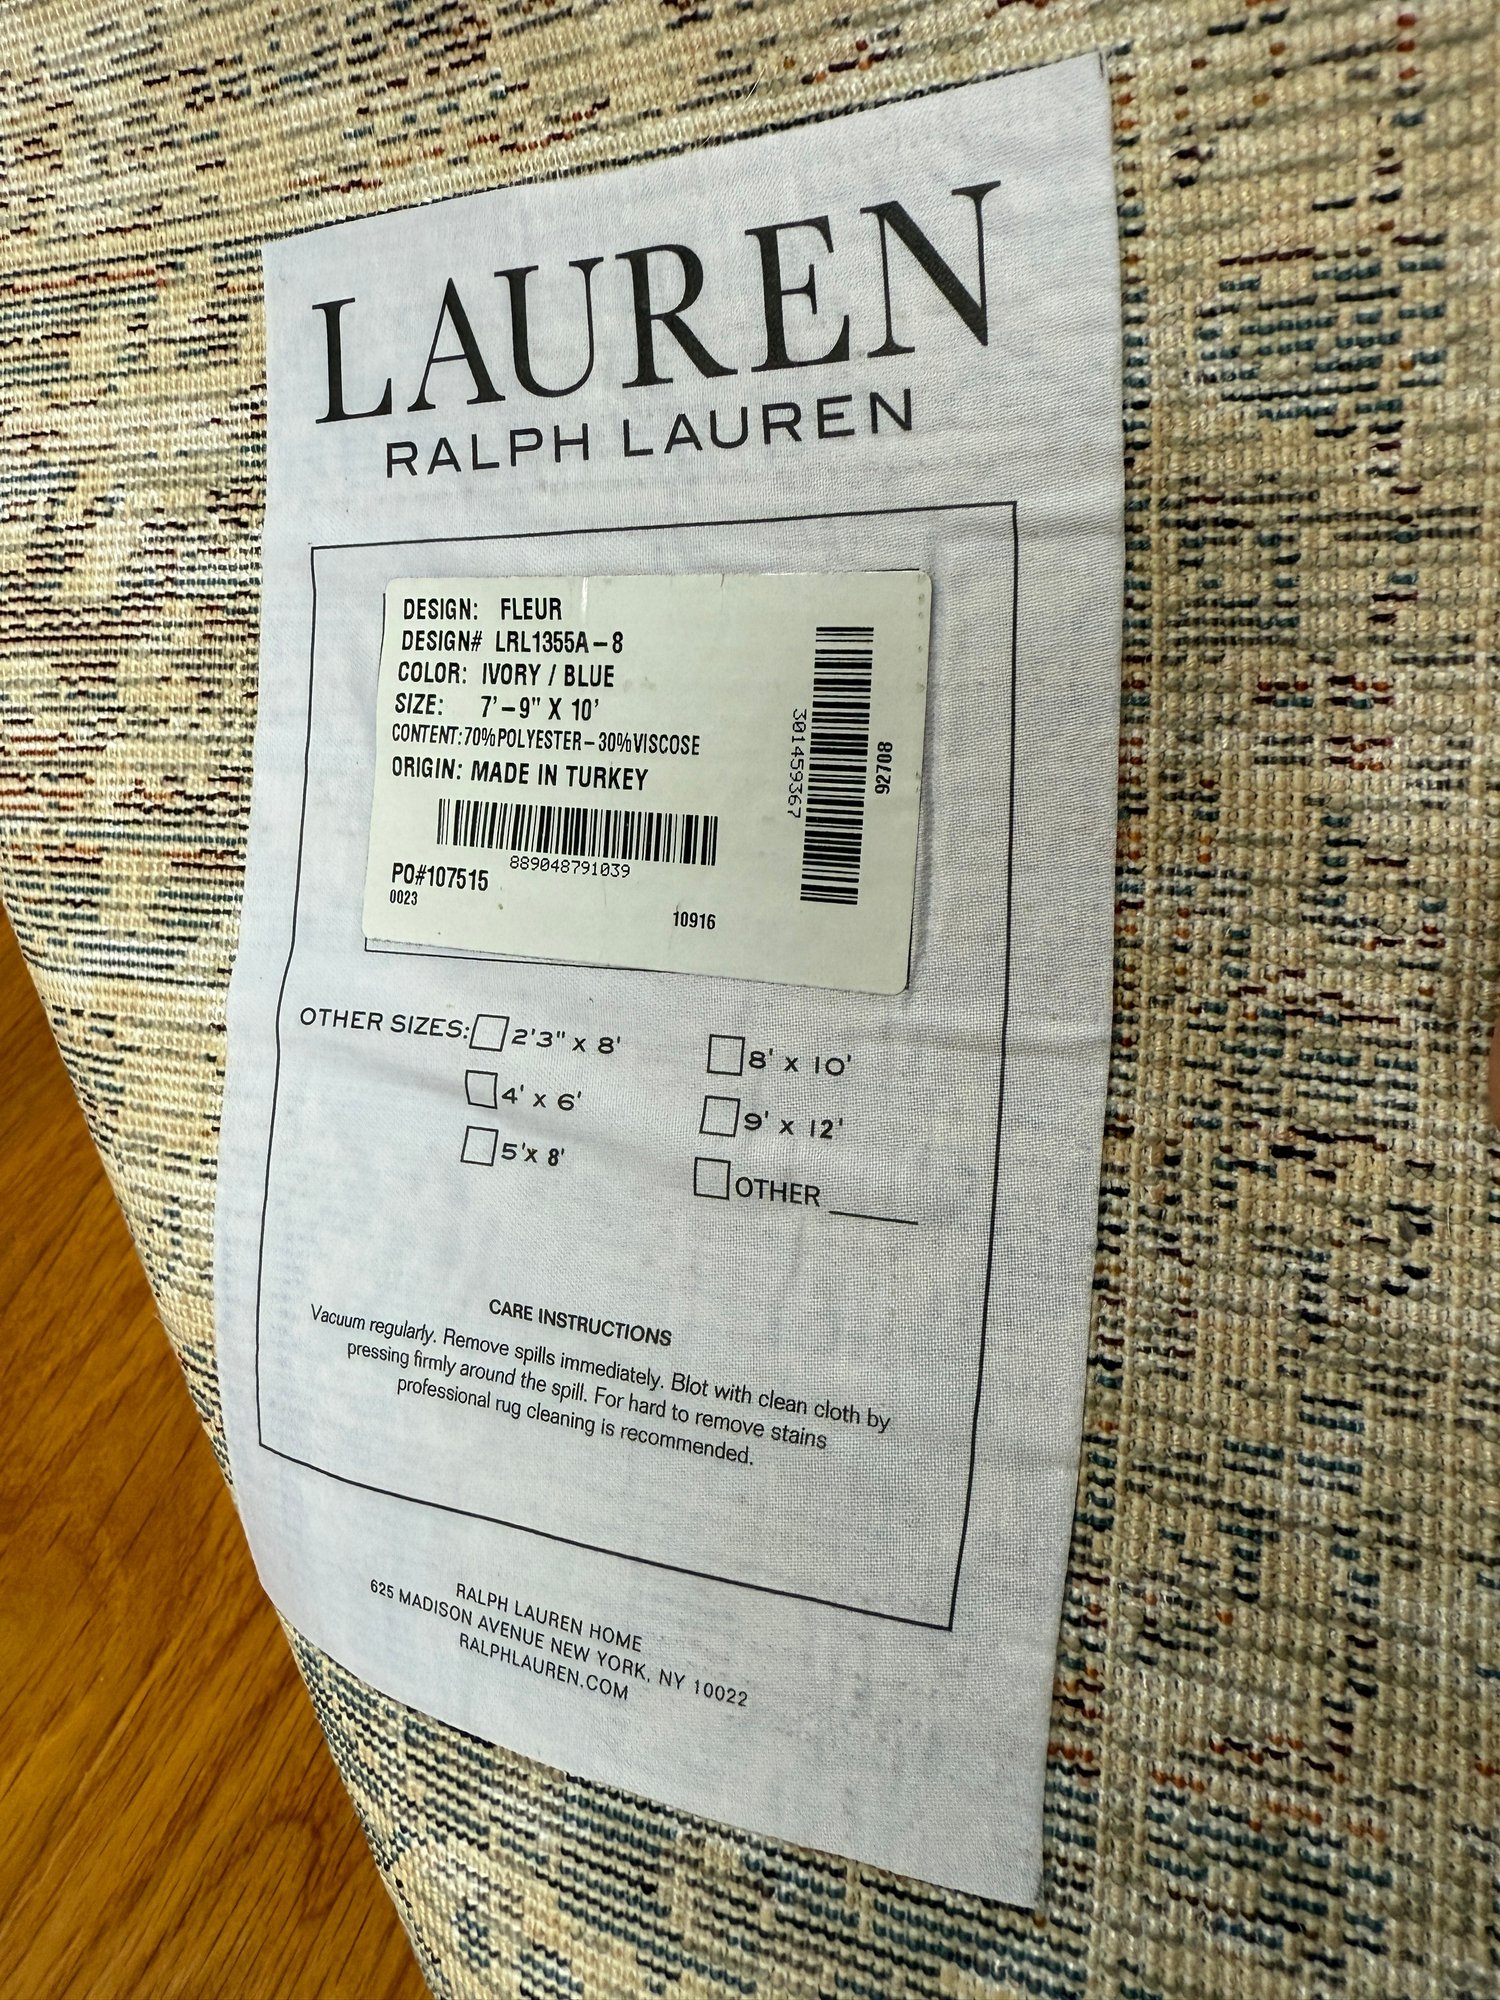 LAUREN
RALPH LAUREN
DESIGN: FLEUR
DESIGN# LRL1355A-8
COLOR: IVORY / BLUE
SIZE: 7'-9" X 10'
CONTENT:70%POLYESTER-30%VISCOSE
ORIGIN: MADE IN TURKEY
889048791039
PO#107515
0023
10916
301459367
92708
OTHER SIZES: 2'3" x 8'
8' x 10'
4' x 6'
9' x 12'
5'x 8'
OTHER ______
CARE INSTRUCTIONS
Vacuum regularly. Remove spills immediately. Blot with clean cloth by
pressing firmly around the spill. For hard to remove stains
professional rug cleaning is recommended.
RALPH LAUREN HOME
625 MADISON AVENUE NEW YORK, NY 10022
RALPHLAUREN.COM